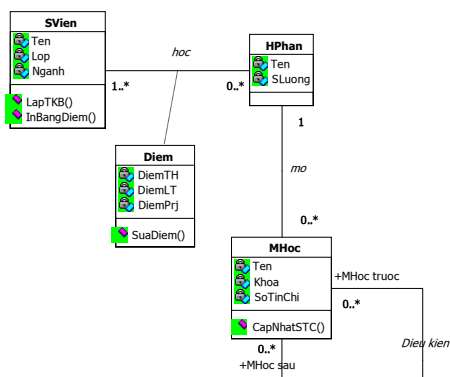 SVien
Ten
Lop
Nganh
LapTKB()
InBangDiem()
hoc
1..*
0..*
HPhan
Ten
SLuong
1
mo
0..*
Diem
DiemTH
DiemLT
DiemPrj
SuaDiem()
MHoc
Ten
Khoa
SoTinChi
CapNhatSTC()
+MHoc truoc
0..*
Dieu kien
0..*
+MHoc sau